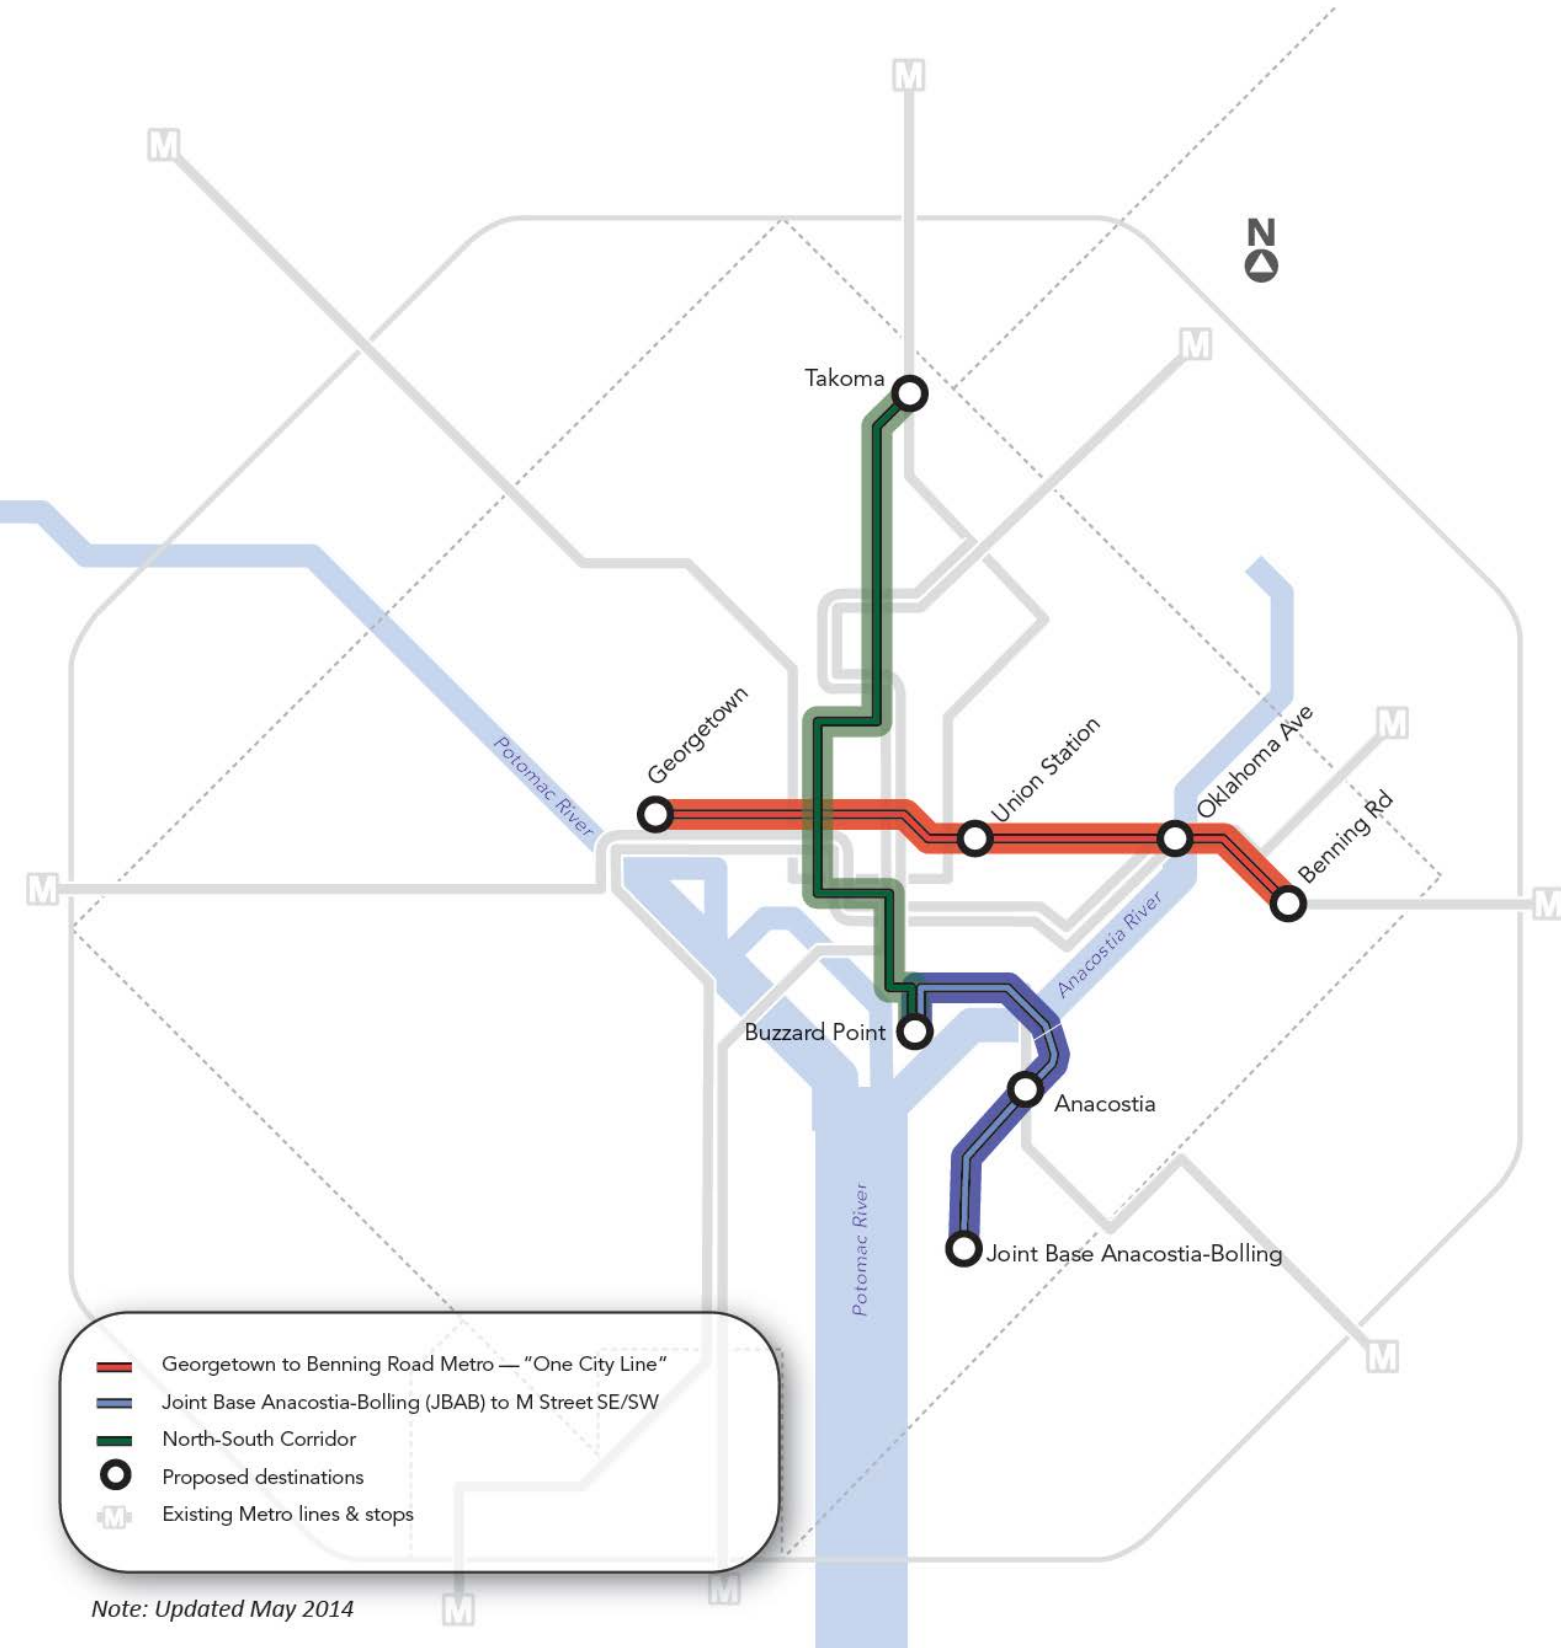 M
M
N
M
Takoma
Georgetown
Union Station
Oklahoma Ave
M
Potomac River
Benning Rd
M
M
Anacostia River
Buzzard Point
Anacostia
Potomac River
Joint Base Anacostia-Bolling
M
Georgetown to Benning Road Metro — “One City Line”
Joint Base Anacostia-Bolling (JBAB) to M Street SE/SW
North-South Corridor
Proposed destinations
M Existing Metro lines & stops
M
M
Note: Updated May 2014